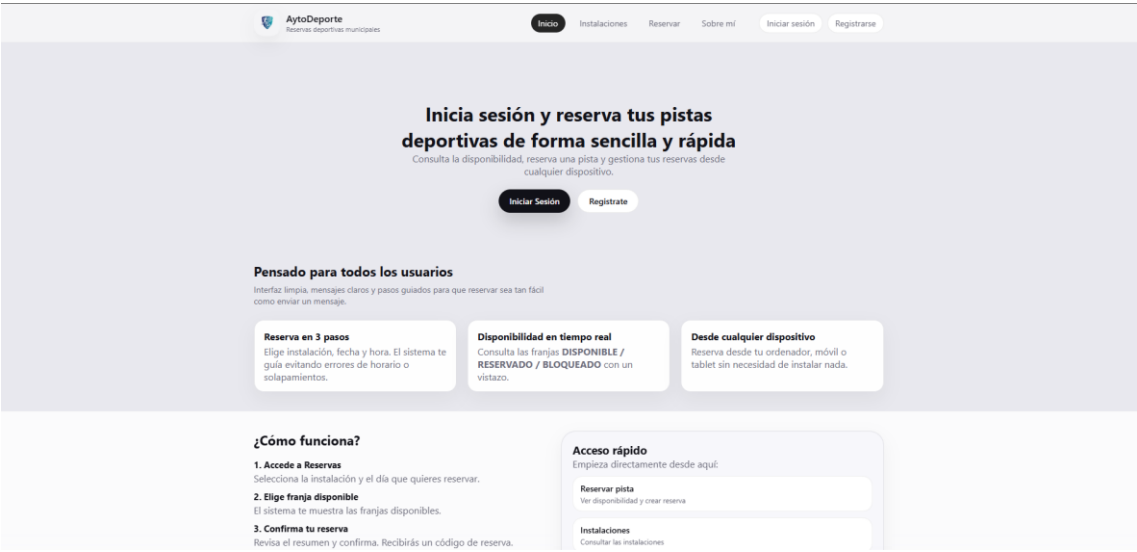 AytoDeporte
Reservas deportivas municipales
Inicio
Instalaciones
Reservar
Sobre mí
Iniciar sesión
Registrarse
Inicia sesión y reserva tus pistas
deportivas de forma sencilla y rápida
Consulta la disponibilidad, reserva una pista y gestiona tus reservas desde
cualquier dispositivo.
Iniciar Sesión
Registrate
Pensado para todos los usuarios
Interfaz limpia, mensajes claros y pasos guiados para que reservar sea tan fácil
como enviar un mensaje.
Reserva en 3 pasos
Elige instalación, fecha y hora. El sistema te
guía evitando errores de horario o
solapamientos.
Disponibilidad en tiempo real
Consulta las franjas DISPONIBLE /
RESERVADO / BLOQUEADO con un
vistazo.
Desde cualquier dispositivo
Reserva desde tu ordenador, móvil o
tablet sin necesidad de instalar nada.
¿Cómo funciona?
1. Accede a Reservas
Selecciona la instalación y el día que quieres reservar.
2. Elige franja disponible
El sistema te muestra las franjas disponibles.
3. Confirma tu reserva
Revisa el resumen y confirma. Recibirás un código de reserva.
Acceso rápido
Empieza directamente desde aquí:
Reservar pista
Ver disponibilidad y crear reserva
Instalaciones
Consultar las instalaciones